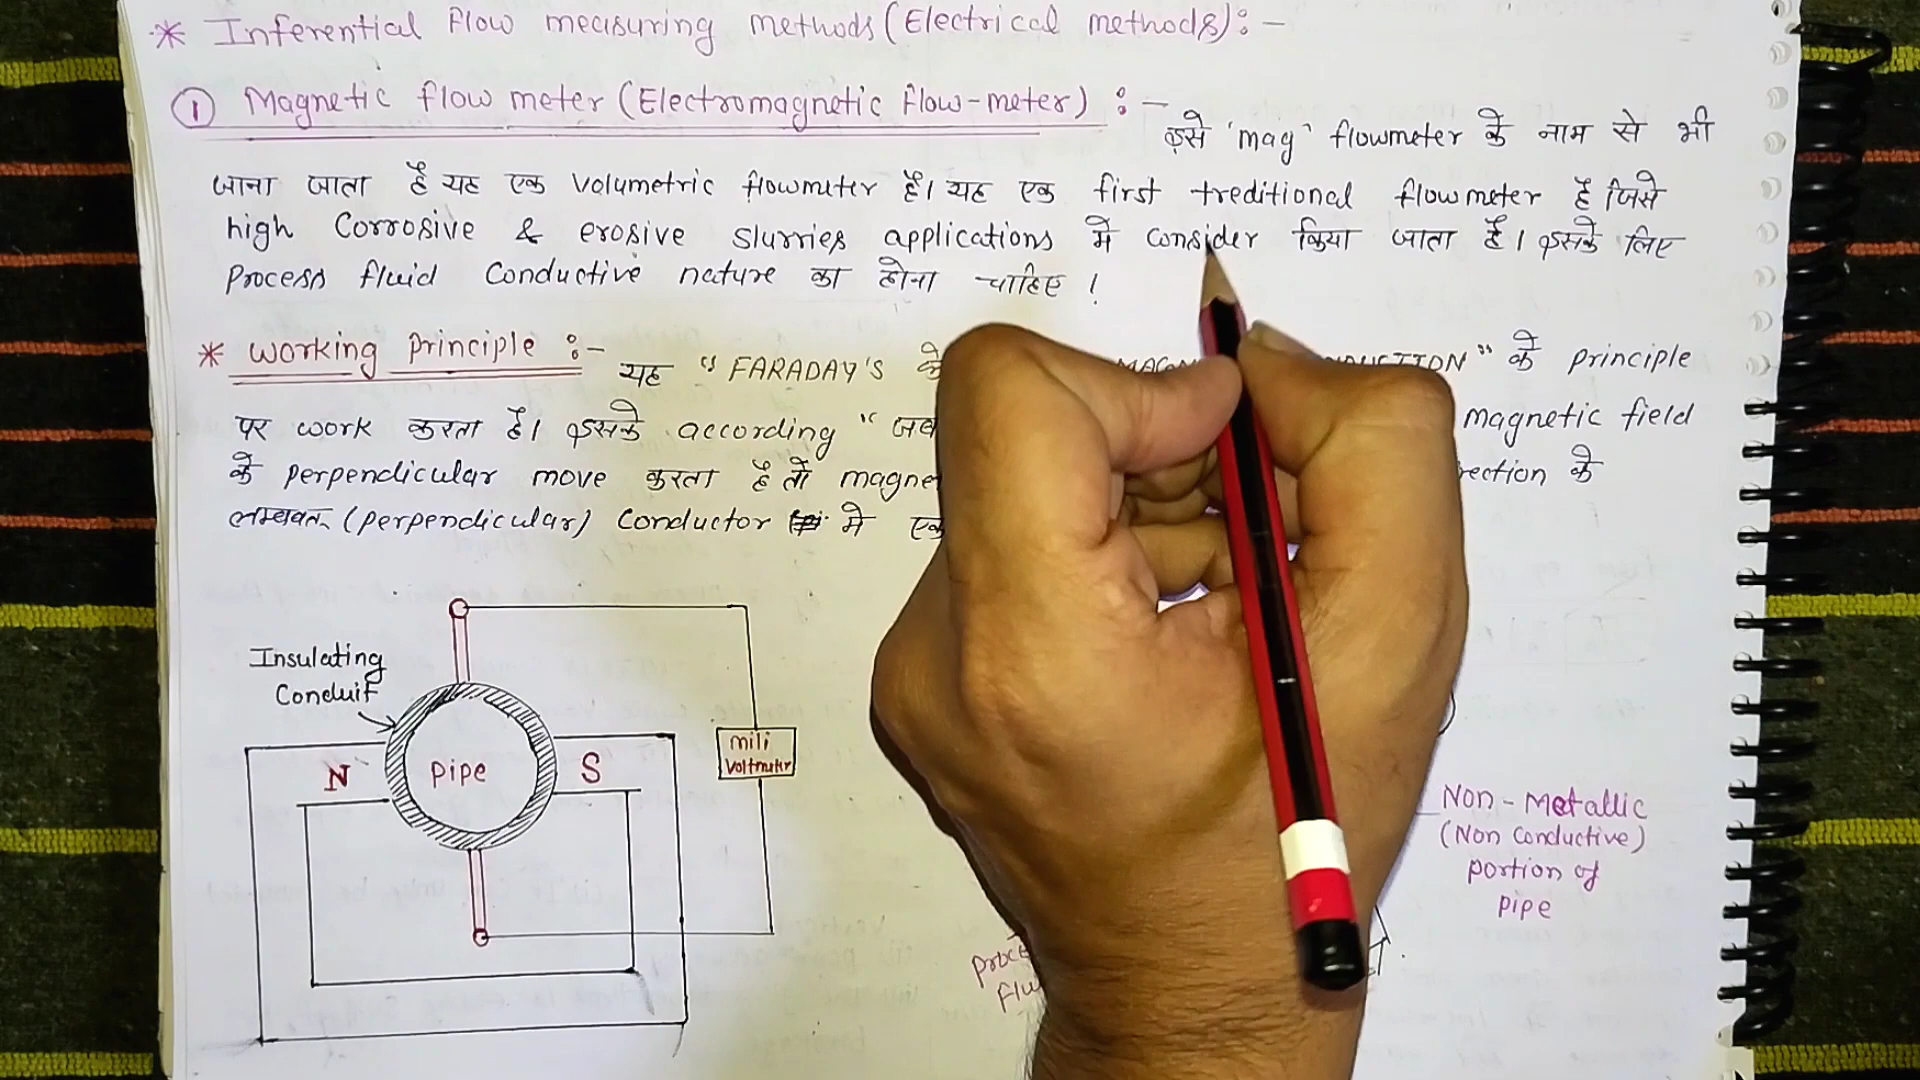 * Inferential Flow measuring methods (Electrical methods) :-
① Magnetic flow meter (Electromagnetic Flow-meter) :-
इसे 'mag' flowmeter के नाम से भी
जाना जाता है यह एक volumetric flowmeter है। यह एक first treditional flowmeter है जिसे
high Corrosive & erosive slurries applications मे consider किया जाता है। इसके लिए
process fluid conductive nature का होना चाहिए !
* Working principle :- यह "FARADAY'S के "के principle
पर work करता है। इसके according "जब magnetic field
के perpendicular move करता है तो के
लम्बवत (perpendicular) conductor मे एक
Insulating
Conduit
N pipe S
mili
voltmeter
Non-Metallic
(Non Conductive)
portion of
pipe